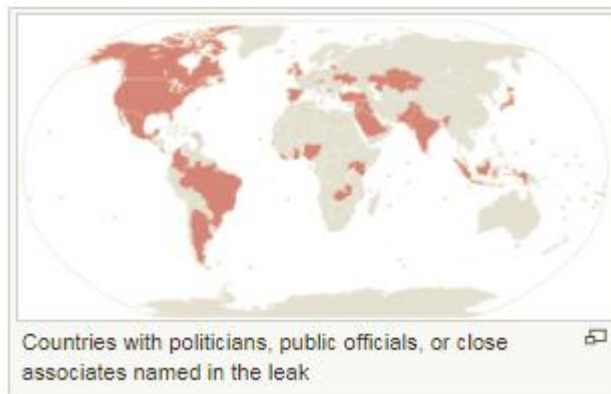 Countries with politicians, public officials, or close
associates named in the leak